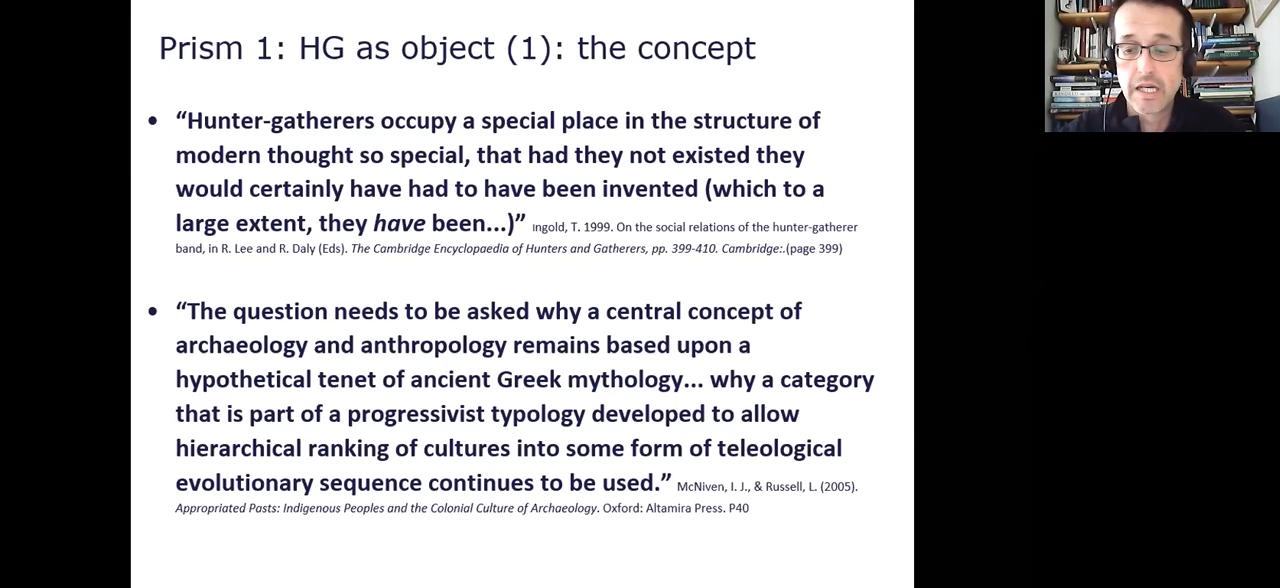 Prism 1: HG as object (1): the concept
• “Hunter-gatherers occupy a special place in the structure of
modern thought so special, that had they not existed they
would certainly have had to have been invented (which to a
large extent, they have been...)” Ingold, T. 1999. On the social relations of the hunter-gatherer
band, in R. Lee and R. Daly (Eds). The Cambridge Encyclopaedia of Hunters and Gatherers, pp. 399-410. Cambridge:.(page 399)
• “The question needs to be asked why a central concept of
archaeology and anthropology remains based upon a
hypothetical tenet of ancient Greek mythology... why a category
that is part of a progressivist typology developed to allow
hierarchical ranking of cultures into some form of teleological
evolutionary sequence continues to be used.” McNiven, I. J., & Russell, L. (2005).
Appropriated Pasts: Indigenous Peoples and the Colonial Culture of Archaeology. Oxford: Altamira Press. P40